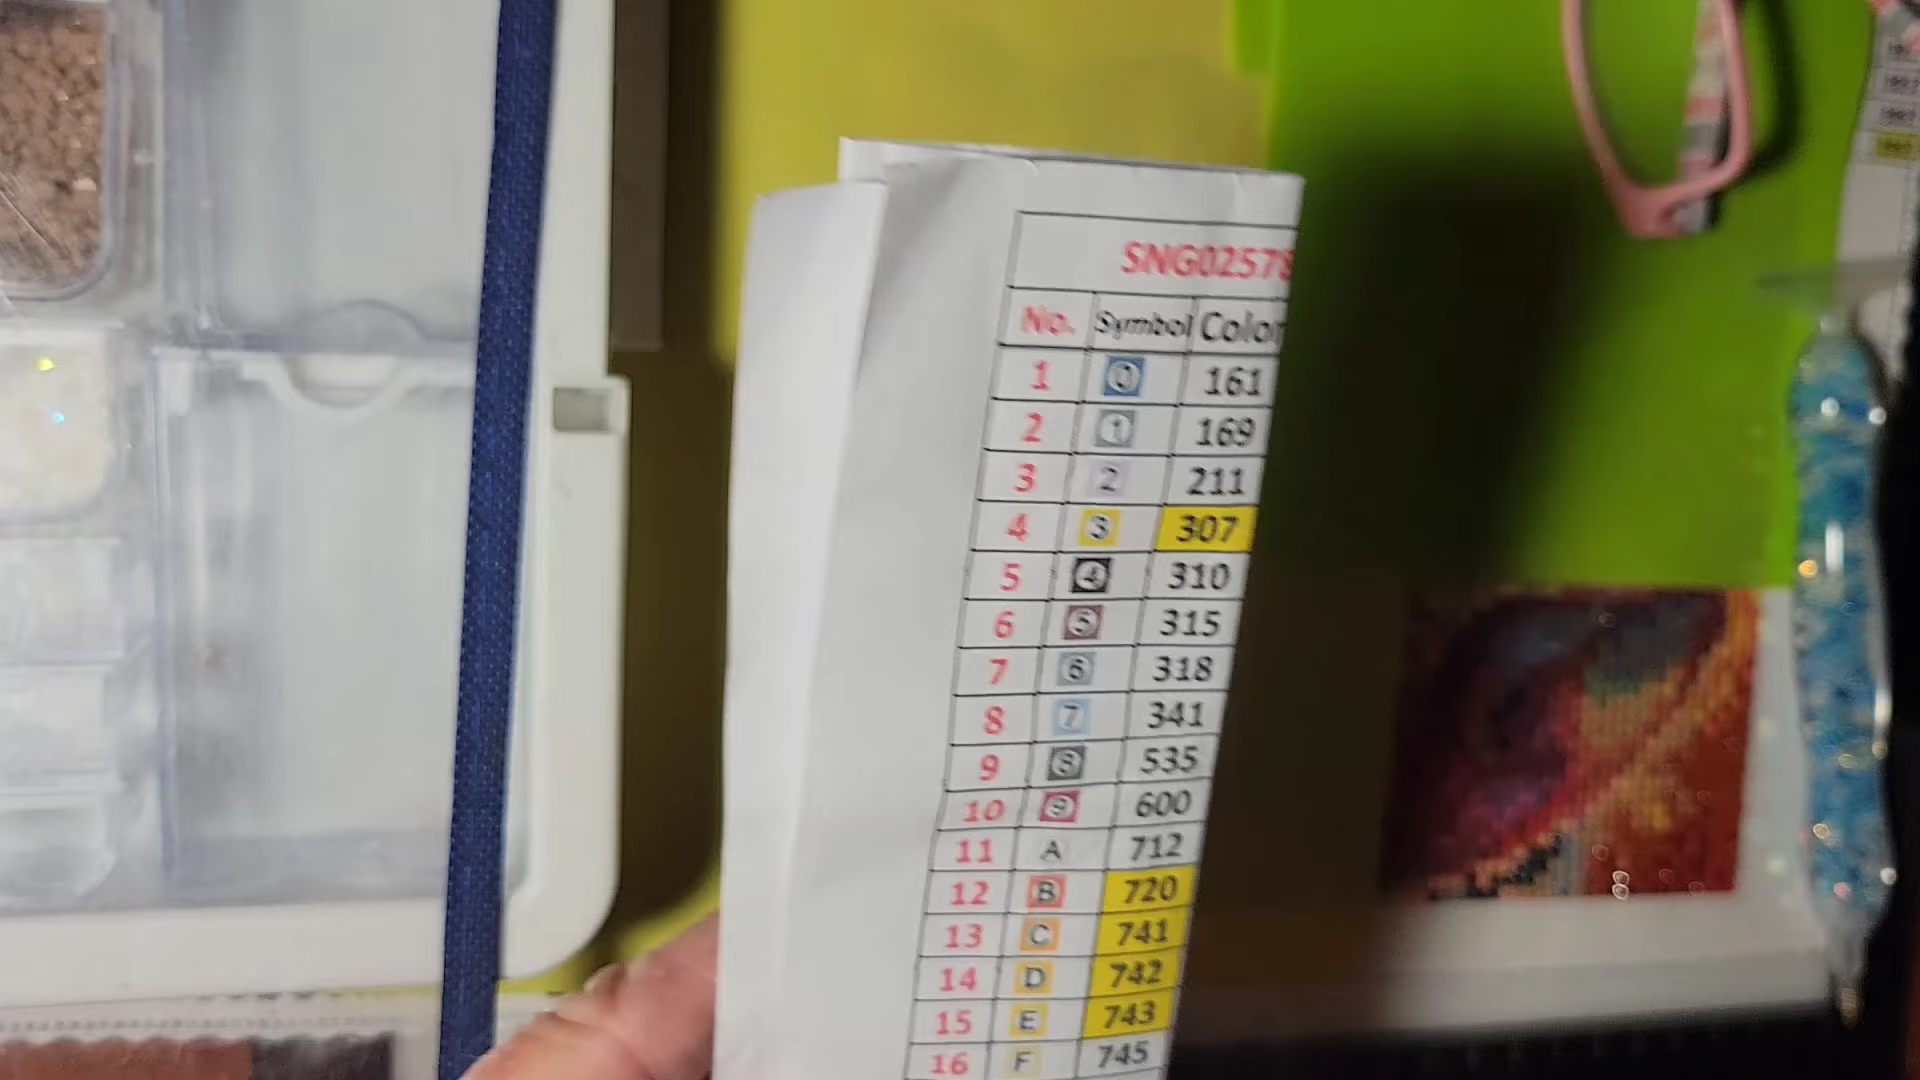 SNG02578
No. Symbol Color
1 0 161
2 1 169
3 2 211
4 3 307
5 4 310
6 5 315
7 6 318
8 7 341
9 8 535
10 9 600
11 A 712
12 B 720
13 C 741
14 D 742
15 E 743
16 F 745